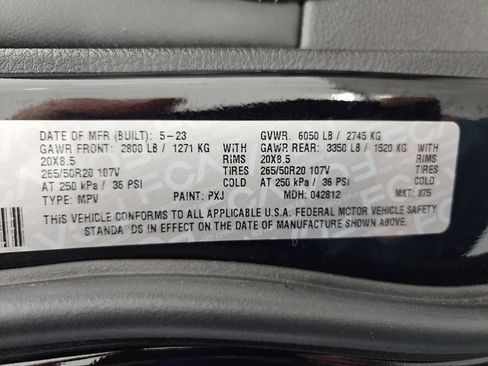 DATE OF MFR (BUILT): 5-23 GVWR: 6050 LB / 2745 KG
GAWR FRONT: 2800 LB / 1271 KG WITH GAWR REAR: 3350 LB / 1520 KG WITH
20X8.5 RIMS 20X8.5 RIMS
265/50R20 107V TIRES 265/50R20 107V TIRES
AT 250 kPa / 36 PSI COLD AT 250 kPa / 36 PSI COLD
TYPE: MPV PAINT: PXJ MDH: 042812 MKT: 875
THIS VEHICLE CONFORMS TO ALL APPLICABLE U.S.A. FEDERAL MOTOR VEHICLE SAFETY
STANDARDS IN EFFECT ON THE DATE OF MANUFACTURE SHOWN ABOVE.